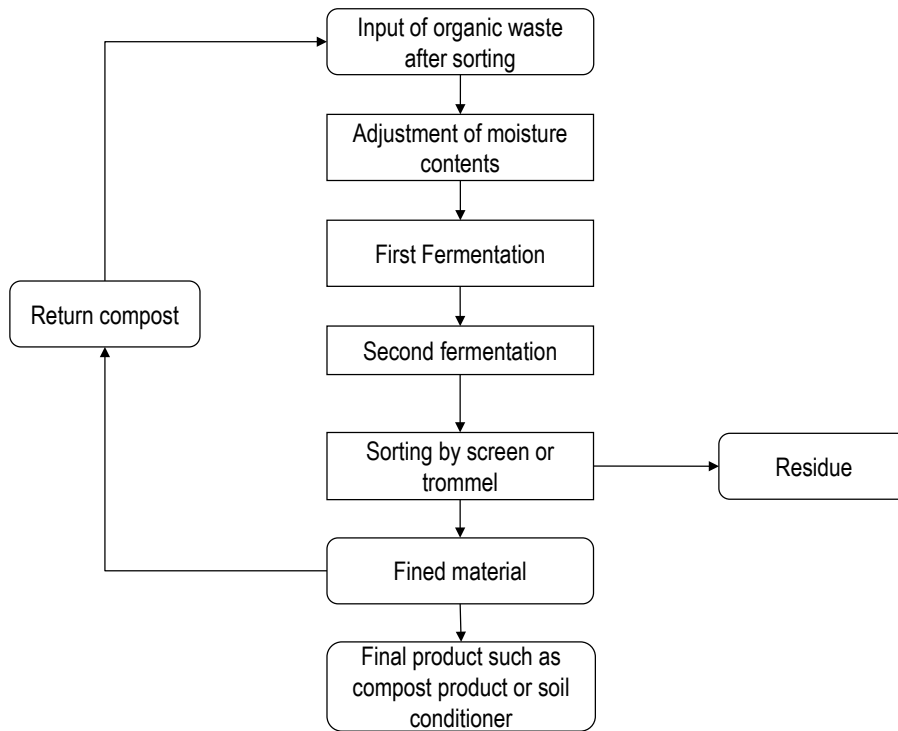 Input of organic waste
after sorting
Adjustment of moisture
contents
First Fermentation
Return compost
Second fermentation
Sorting by screen or
trommel
Residue
Fined material
Final product such as
compost product or soil
conditioner